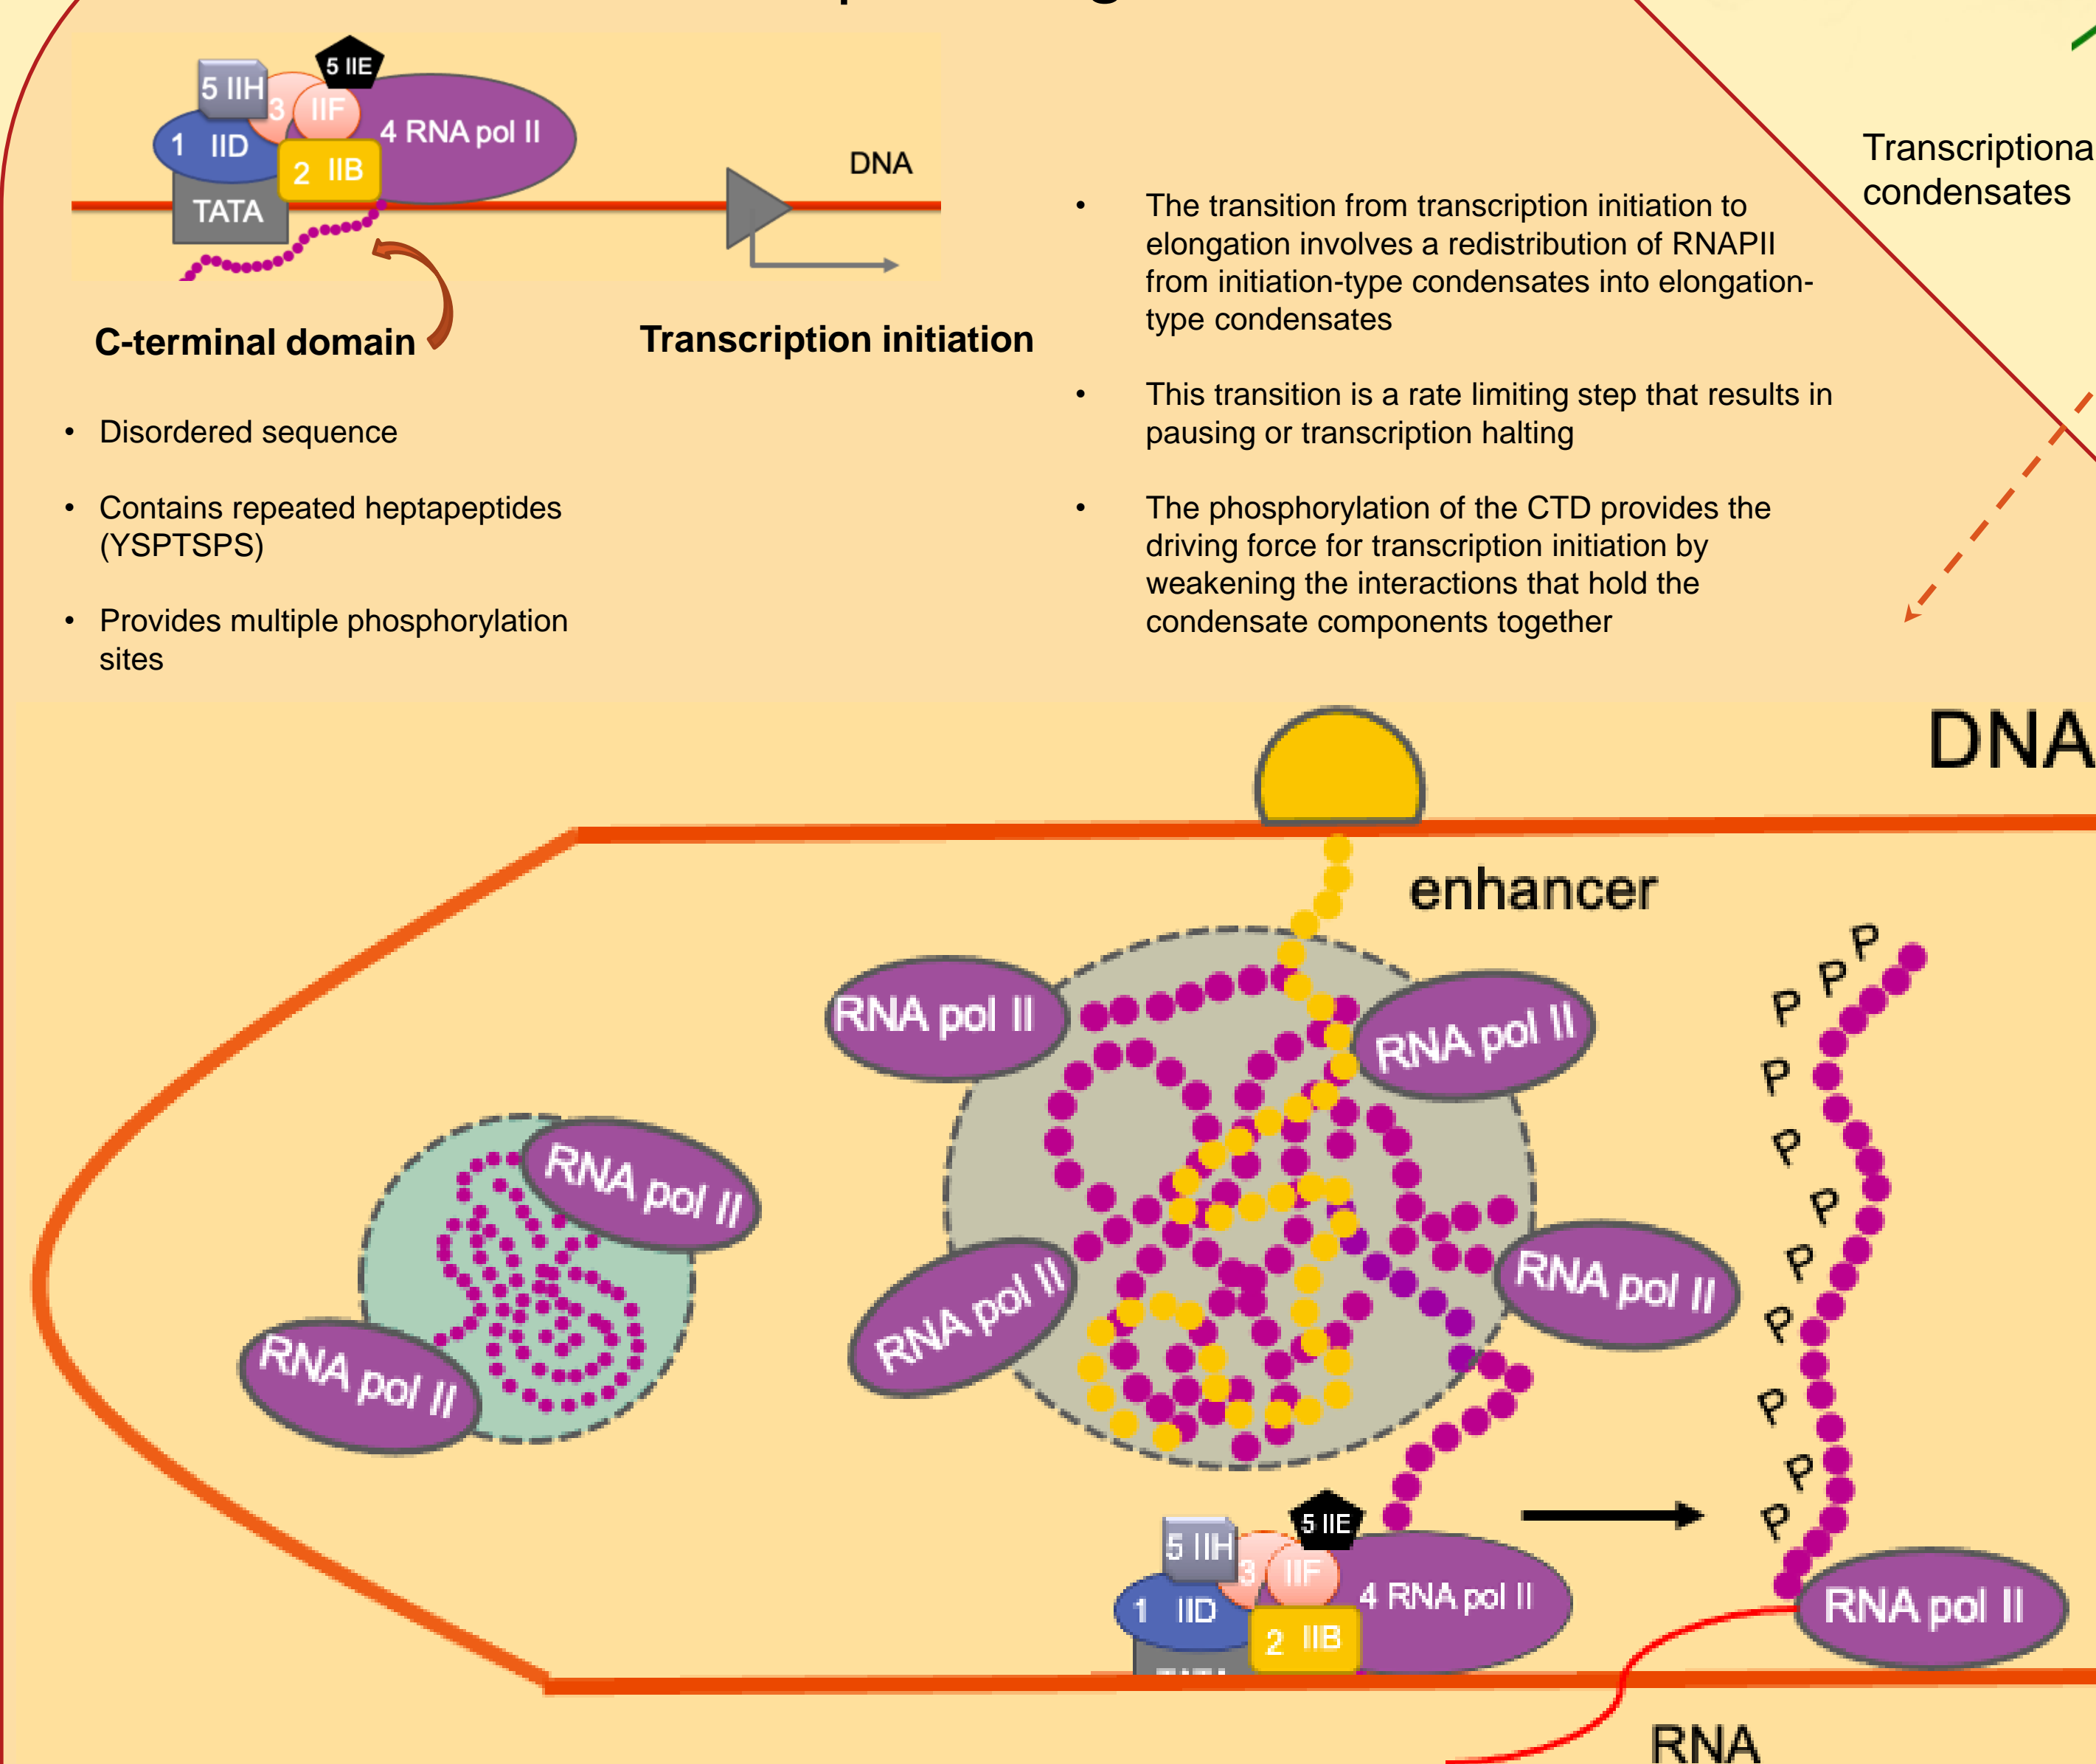 5 IIE
5 IIH
3
IIF
4 RNA pol II
1 IID
2 IIB
TATA
DNA
C-terminal domain
Transcription initiation
• Disordered sequence
• Contains repeated heptapeptides
(YSPTSPS)
• Provides multiple phosphorylation
sites
• The transition from transcription initiation to
elongation involves a redistribution of RNAPII
from initiation-type condensates into elongation-
type condensates
• This transition is a rate limiting step that results in
pausing or transcription halting
• The phosphorylation of the CTD provides the
driving force for transcription initiation by
weakening the interactions that hold the
condensate components together
Transcriptiona
condensates
DNA
enhancer
RNA pol II
RNA pol II
RNA pol II
RNA pol II
RNA pol II
RNA pol II
P
P
P
P
P
P
P
P
P
P
P
5 IIE
5 IIH
3
IIF
4 RNA pol II
1 IID
2 IIB
RNA pol II
RNA